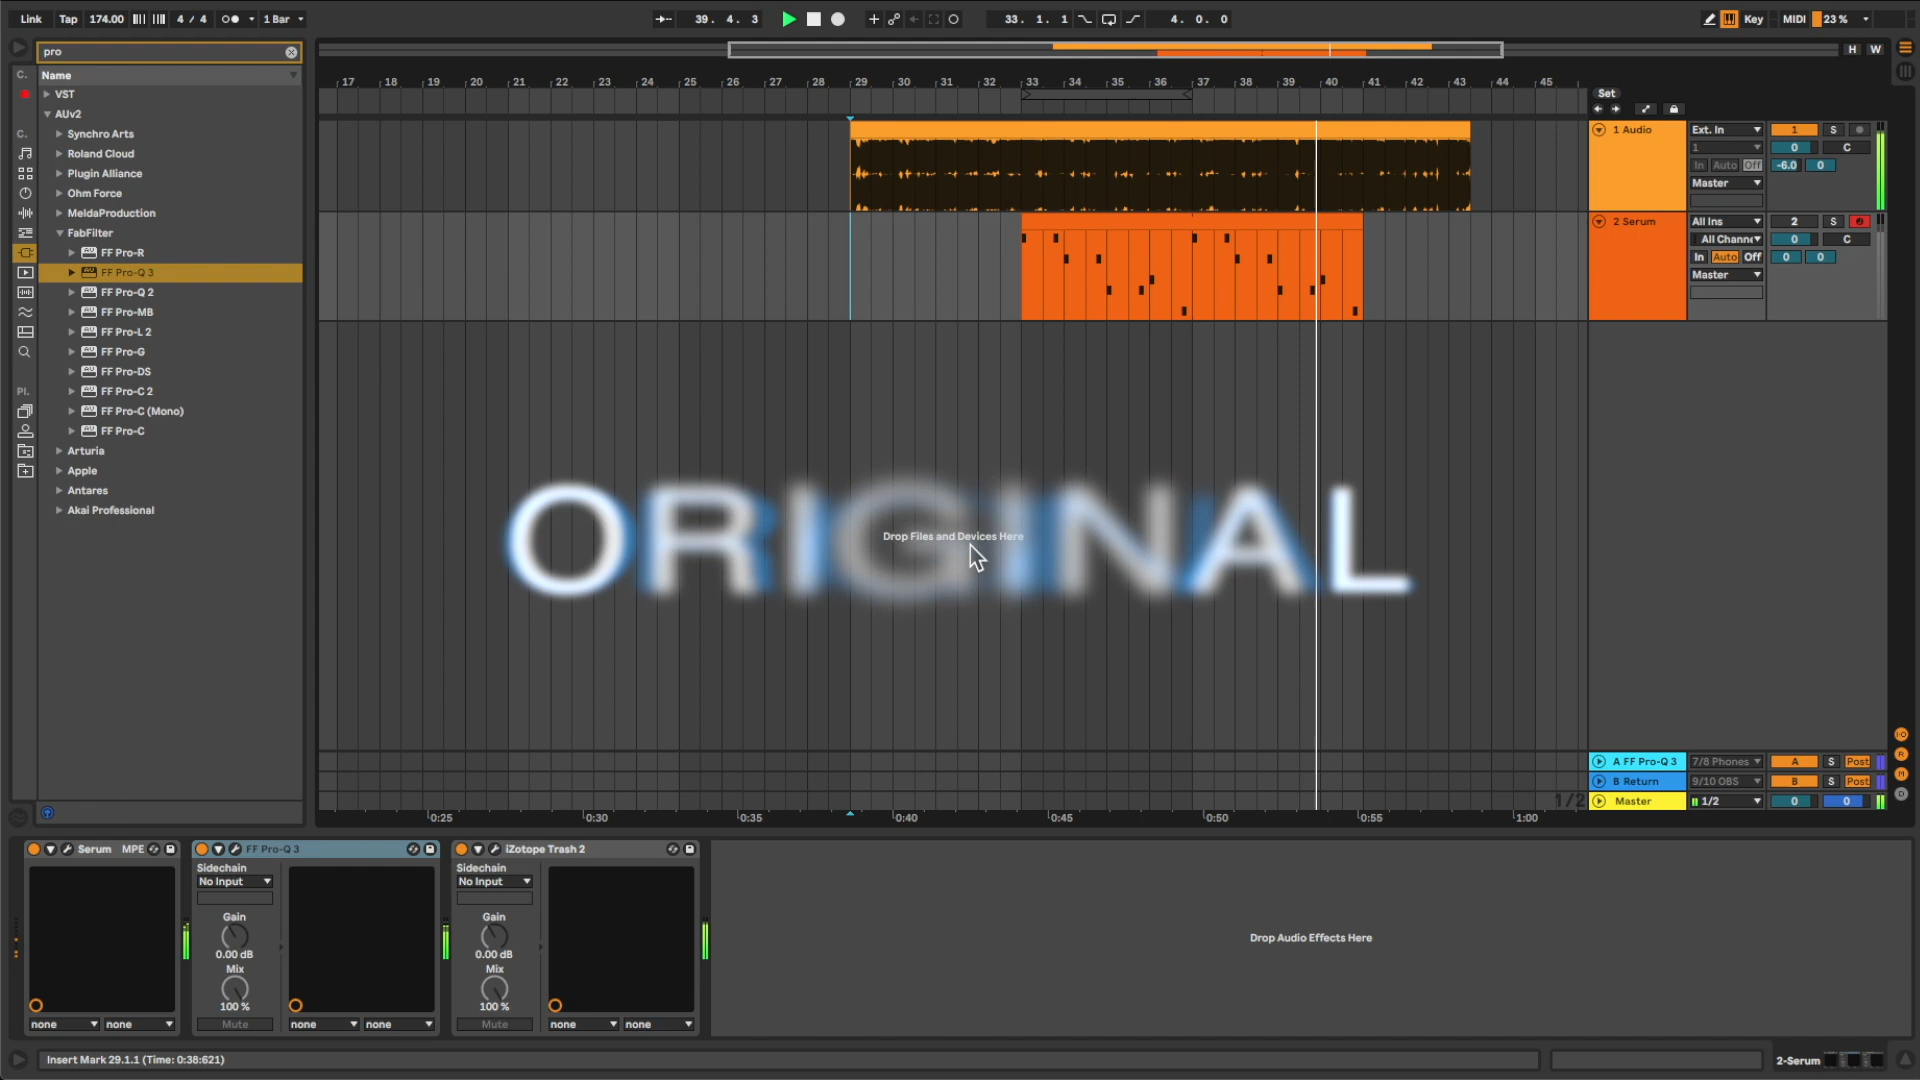 Link Tap 174.00 4 / 4 1 Bar 39. 4. 3 33. 1. 1 4. 0. 0 Key MIDI 23 %
pro
H W
C. Name
17 18 19 20 21 22 23 24 25 26 27 28 29 30 31 32 33 34 35 36 37 38 39 40 41 42 43 44 45
Set
VST
AUv2
C. Synchro Arts
Roland Cloud
Plugin Alliance
Ohm Force
MeldaProduction
FabFilter
FF Pro-R
FF Pro-Q 3
FF Pro-Q 2
FF Pro-MB
FF Pro-L 2
FF Pro-G
FF Pro-DS
Pl. FF Pro-C 2
FF Pro-C (Mono)
FF Pro-C
Arturia
Apple
Antares
Akai Professional
1 Audio Ext. In 1 S
1 0 C
In Auto Off -6.0 0
Master
2 Serum All Ins 2 S
All Channe 0 C
In Auto Off 0 0
Master
ORIGINAL
Drop Files and Devices Here
A FF Pro-Q 3 7/8 Phones A S Post
B Return 9/10 OBS B S Post
1/2 Master 1/2 0 0
0:25 0:30 0:35 0:40 0:45 0:50 0:55 1:00
Serum MPE FF Pro-Q 3 iZotope Trash 2
Sidechain Sidechain
No Input No Input
Gain Gain
0.00 dB 0.00 dB
Mix Mix
100 % 100 %
none none Mute none none Mute none none
Drop Audio Effects Here
Insert Mark 29.1.1 (Time: 0:38:621)
2-Serum